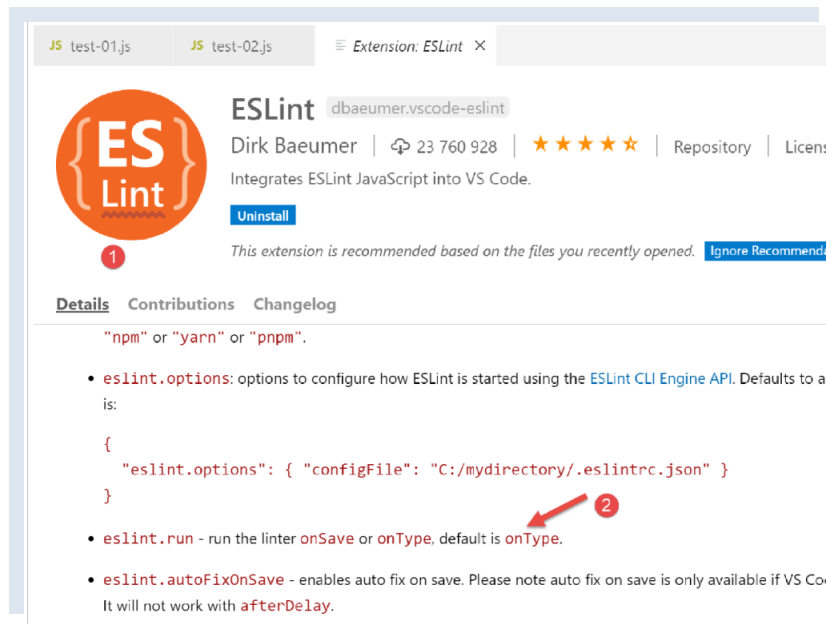 JS test-01.js JS test-02.js Extension: ESLint
ESLint dbaeumer.vscode-eslint
{ES}
Lint
Dirk Baeumer | 23 760 928 | Repository | Licens
Integrates ESLint JavaScript into VS Code.
Uninstall
1
This extension is recommended based on the files you recently opened. Ignore Recommenda
Details Contributions Changelog
"npm" or "yarn" or "pnpm".
• eslint.options: options to configure how ESLint is started using the ESLint CLI Engine API. Defaults to a
is:
{
"eslint.options": { "configFile": "C:/mydirectory/.eslintrc.json" }
}
2
• eslint.run - run the linter onSave or onType, default is onType.
• eslint.autoFixOnSave - enables auto fix on save. Please note auto fix on save is only available if VS Co
It will not work with afterDelay.